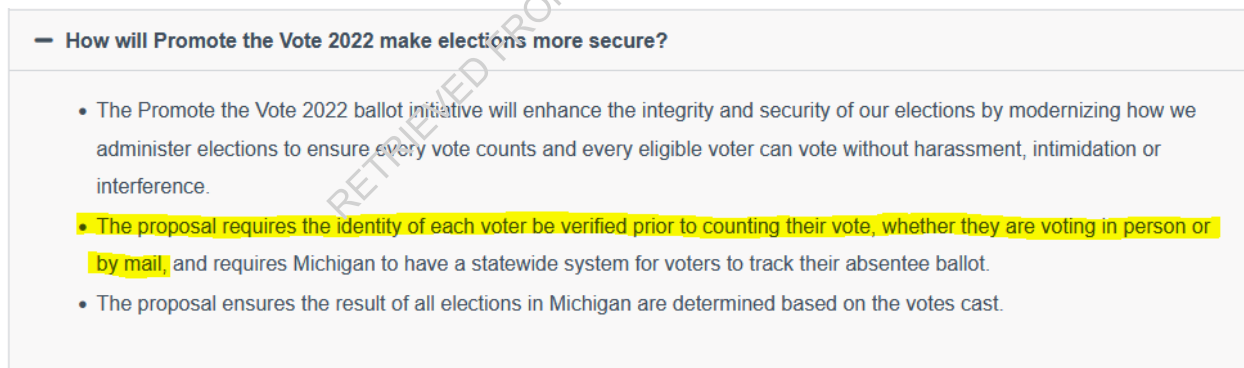 — How will Promote the Vote 2022 make elections more secure?
• The Promote the Vote 2022 ballot initiative will enhance the integrity and security of our elections by modernizing how we
administer elections to ensure every vote counts and every eligible voter can vote without harassment, intimidation or
interference.
• The proposal requires the identity of each voter be verified prior to counting their vote, whether they are voting in person or
by mail, and requires Michigan to have a statewide system for voters to track their absentee ballot.
• The proposal ensures the result of all elections in Michigan are determined based on the votes cast.
RETRIEVED FRO